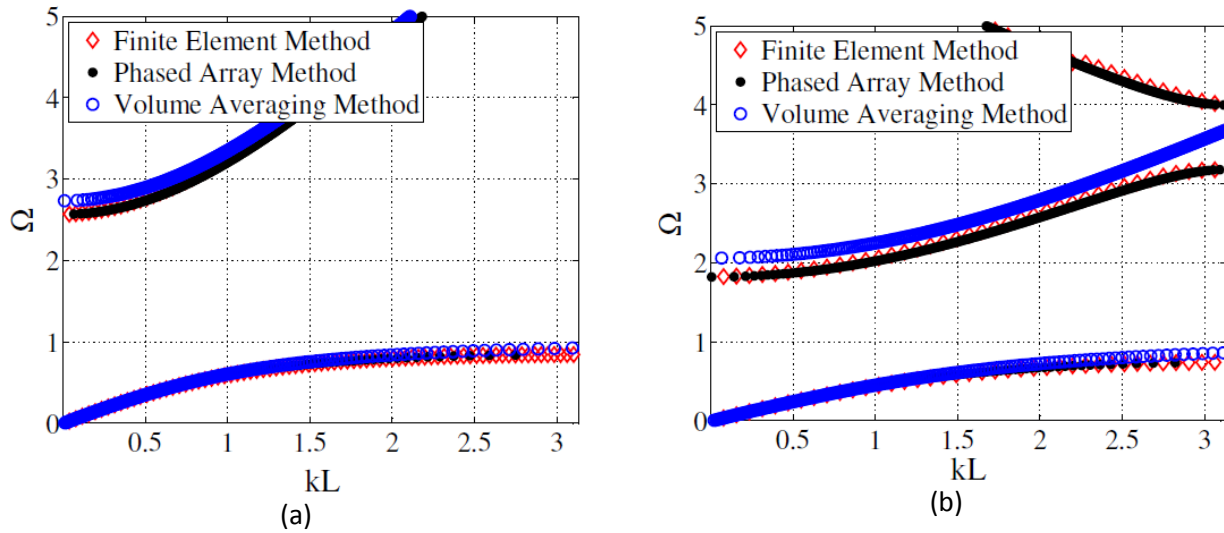 5
4
3
2
1
0
Ω
Finite Element Method
Phased Array Method
Volume Averaging Method
0.5 1 1.5 2 2.5 3
kL
(a)
5
4
3
2
1
0
Ω
Finite Element Method
Phased Array Method
Volume Averaging Method
0.5 1 1.5 2 2.5 3
kL
(b)